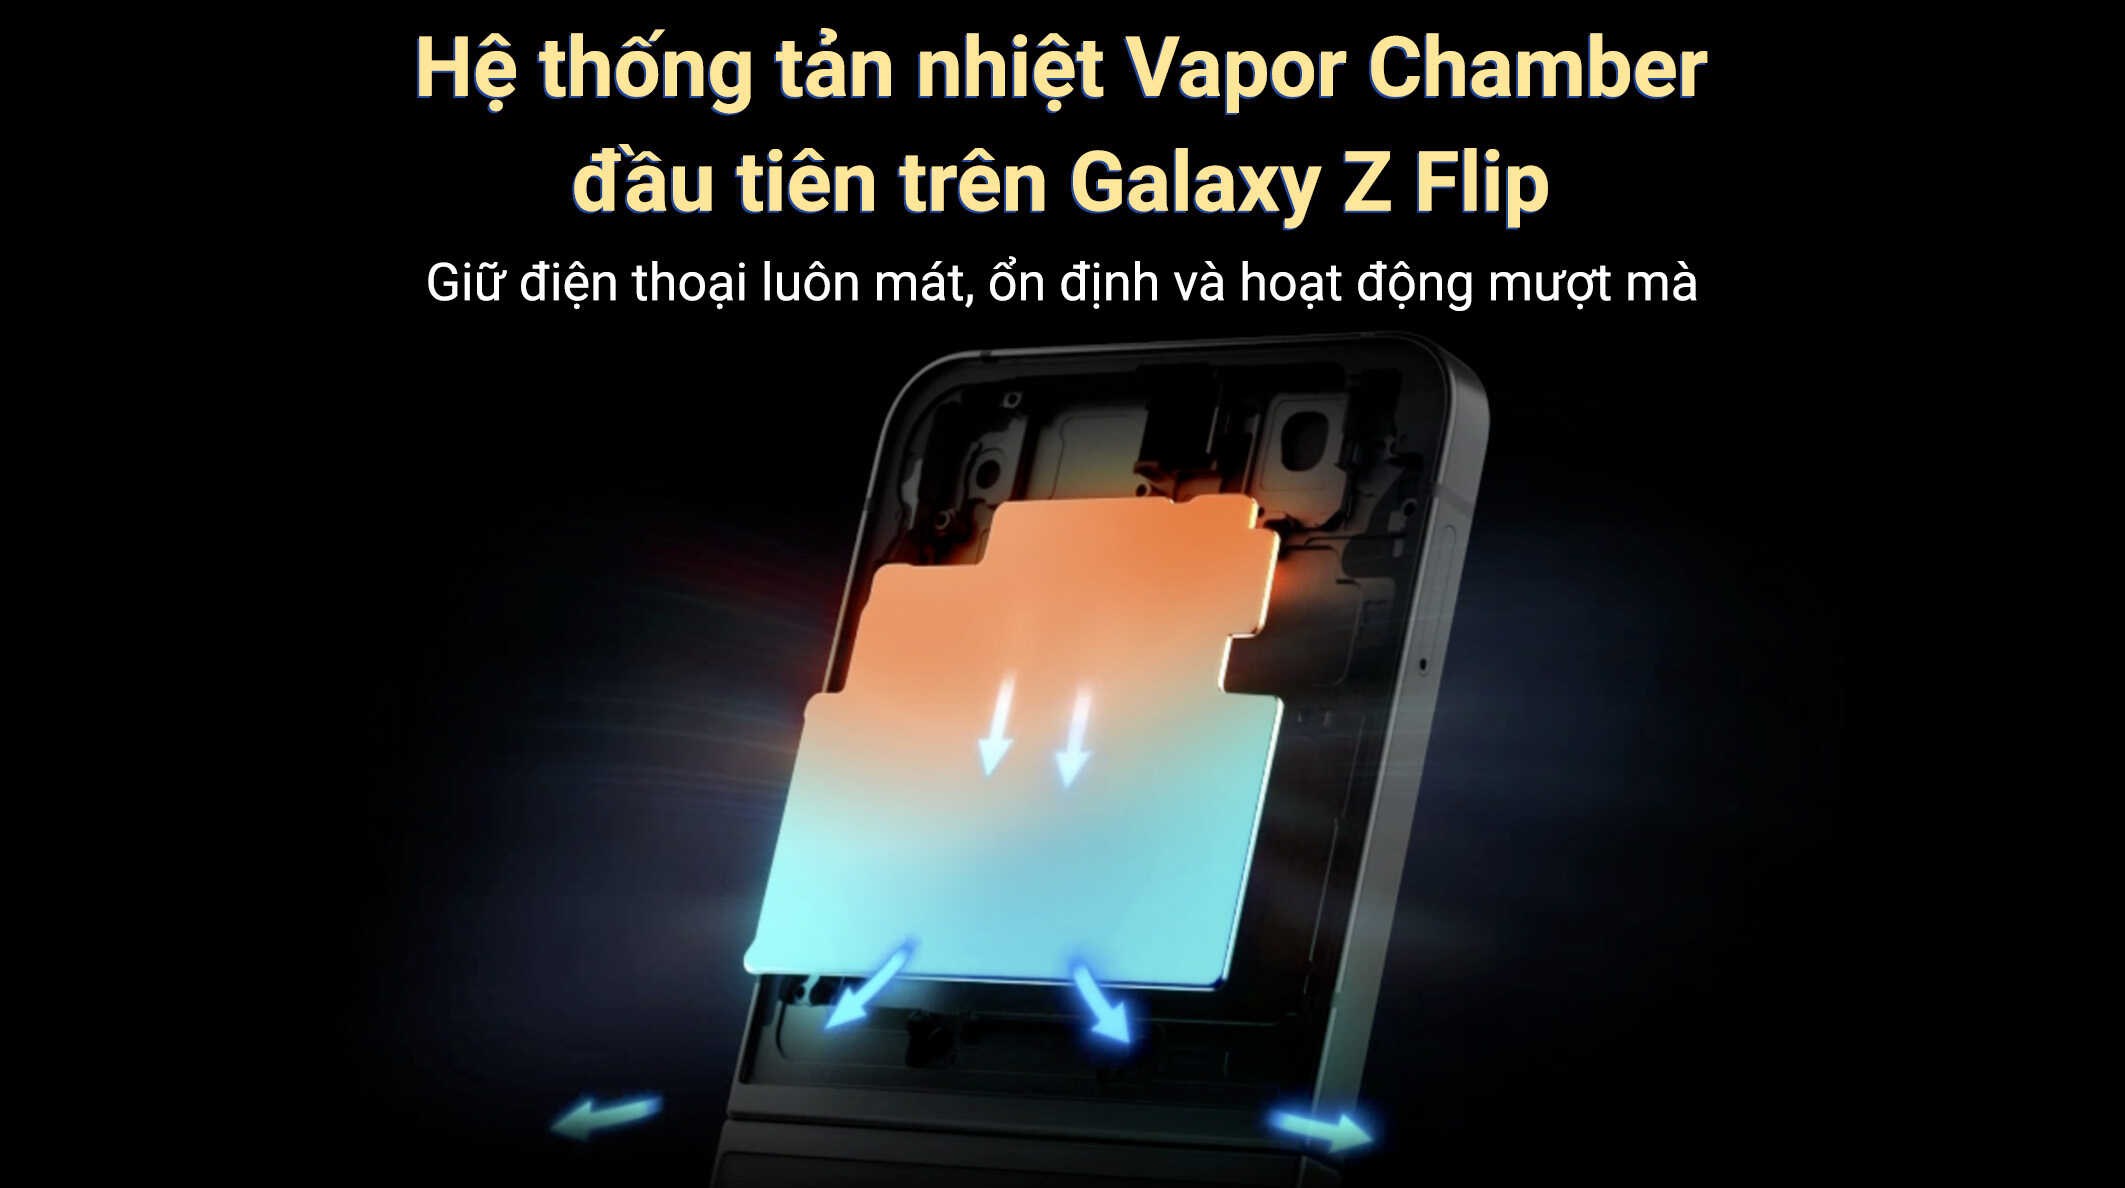 Hệ thống tản nhiệt Vapor Chamber
đầu tiên trên Galaxy Z Flip
Giữ điện thoại luôn mát, ổn định và hoạt động mượt mà